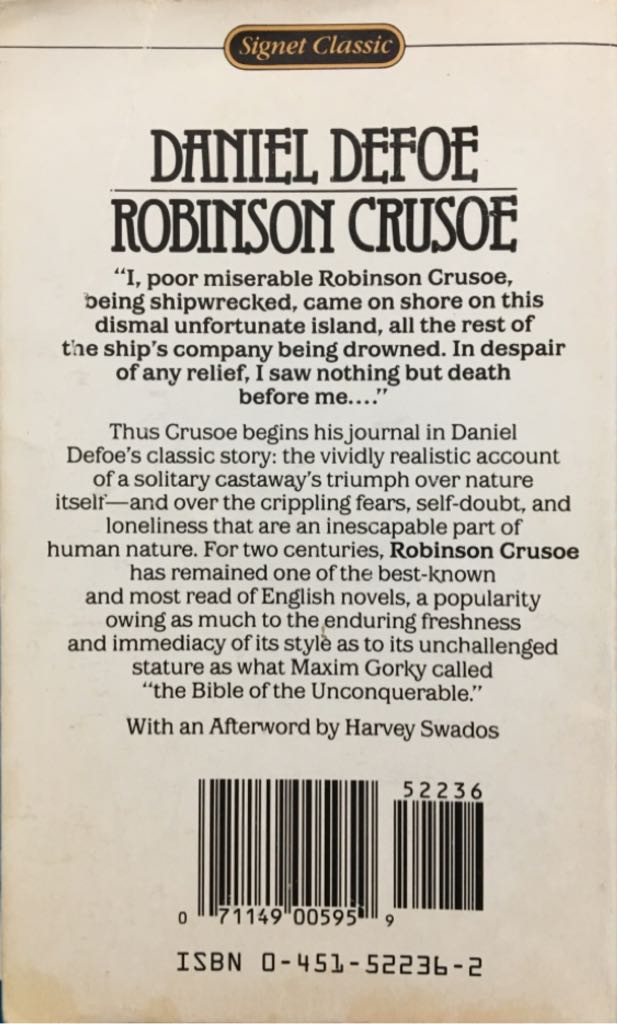 Signet Classic
DANIEL DEFOE
ROBINSON CRUSOE
“I, poor miserable Robinson Crusoe,
being shipwrecked, came on shore on this
dismal unfortunate island, all the rest of
the ship’s company being drowned. In despair
of any relief, I saw nothing but death
before me....”
Thus Crusoe begins his journal in Daniel
Defoe’s classic story: the vividly realistic account
of a solitary castaway’s triumph over nature
itself—and over the crippling fears, self-doubt, and
loneliness that are an inescapable part of
human nature. For two centuries, Robinson Crusoe
has remained one of the best-known
and most read of English novels, a popularity
owing as much to the enduring freshness
and immediacy of its style as to its unchallenged
stature as what Maxim Gorky called
“the Bible of the Unconquerable.”
With an Afterword by Harvey Swados
52236
0 71149 00595 9
ISBN 0-451-52236-2